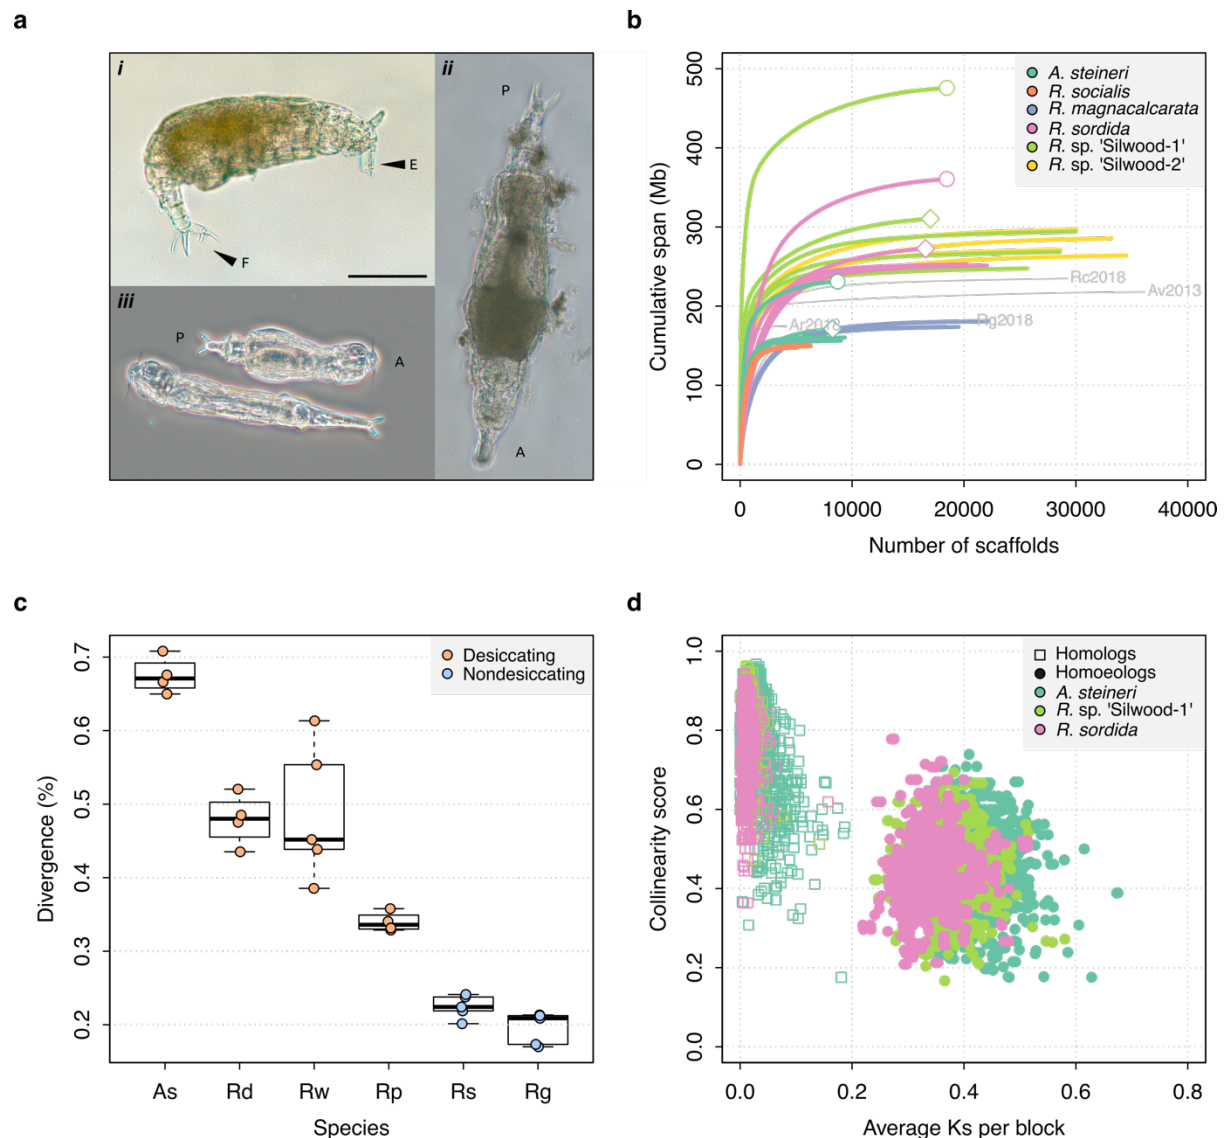 a
i
E
F
ii
P
A
iii
P
A
b
Cumulative span (Mb)
0
100
200
300
400
500
A. steineri
R. socialis
R. magnacalcarata
R. sordida
R. sp. 'Silwood-1'
R. sp. 'Silwood-2'
Rc2018
Av2013
Ar2018
Rg2018
0 10000 20000 30000 40000
Number of scaffolds
c
Divergence (%)
0.2
0.3
0.4
0.5
0.6
0.7
Desiccating
Nondesiccating
As Rd Rw Rp Rs Rg
Species
d
Collinearity score
0.0
0.2
0.4
0.6
0.8
1.0
Homologs
Homoeologs
A. steineri
R. sp. 'Silwood-1'
R. sordida
0.0 0.2 0.4 0.6 0.8
Average Ks per block